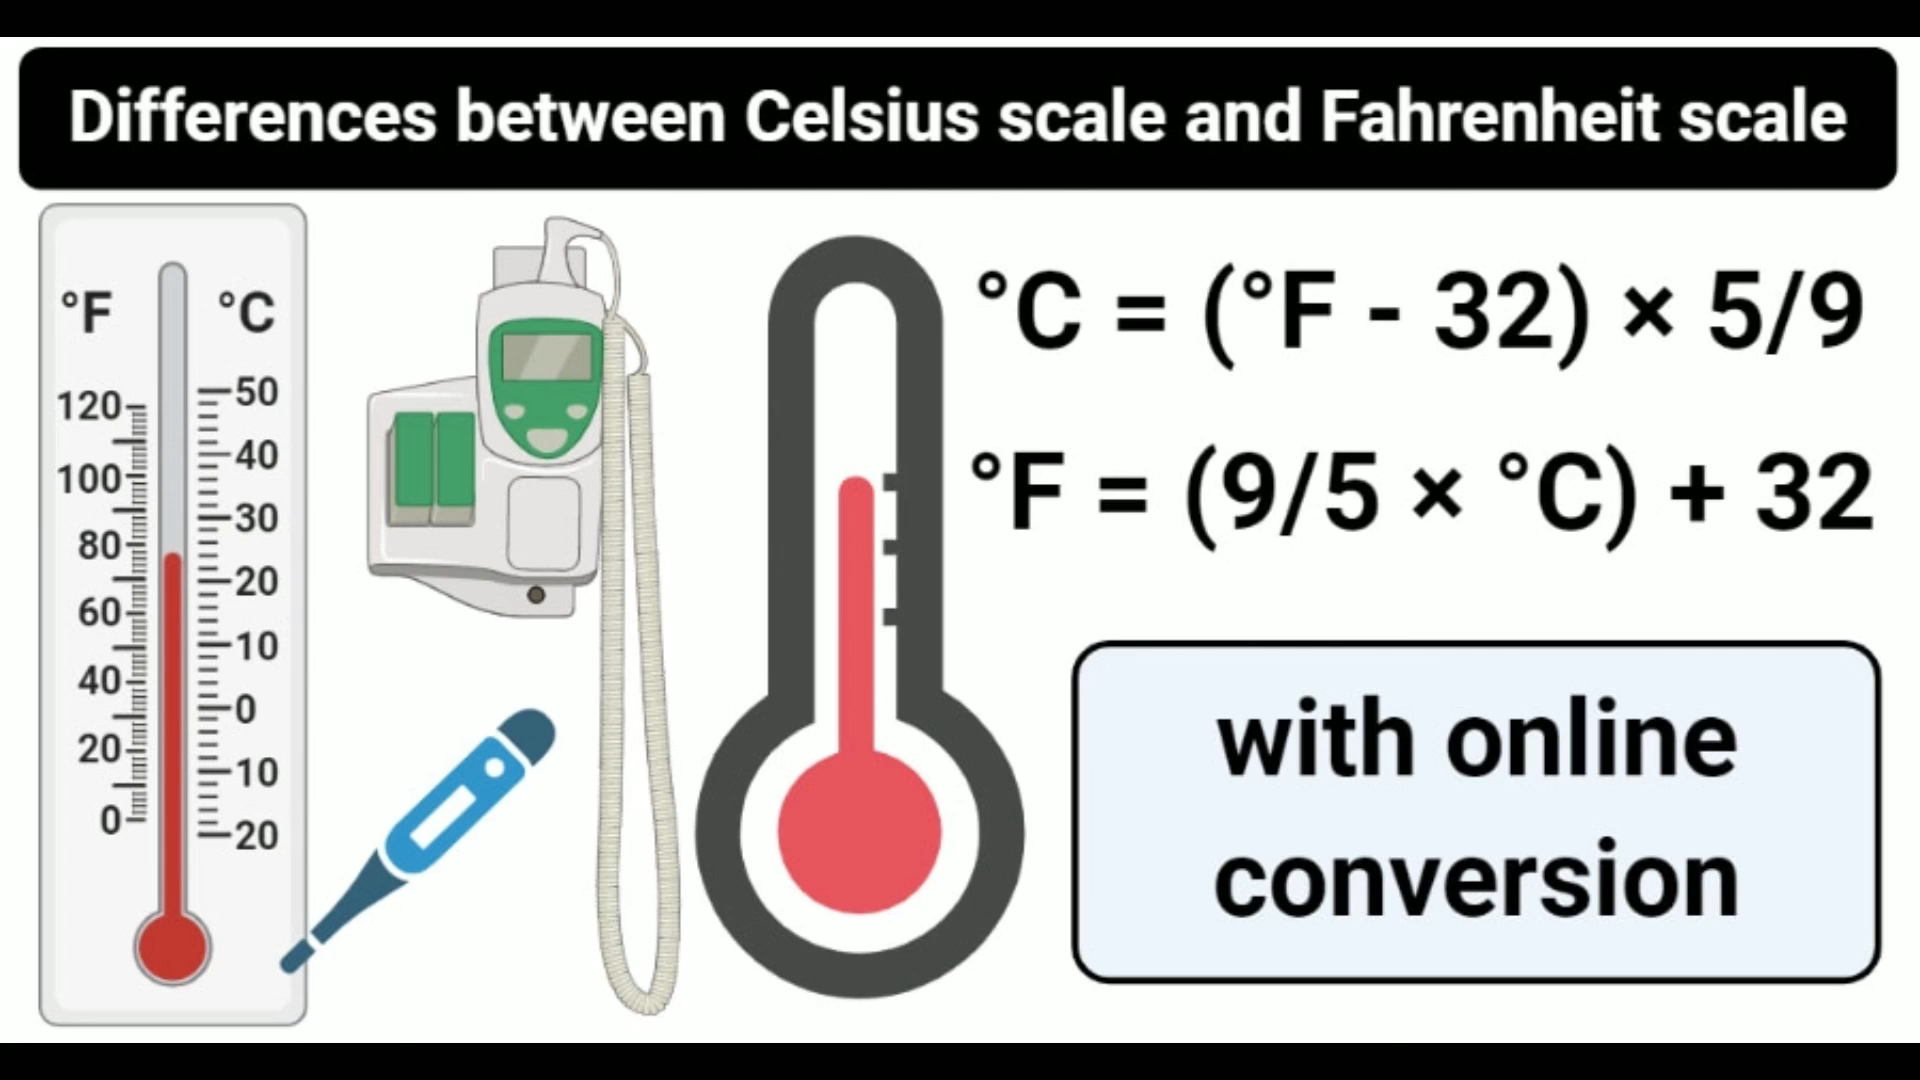 Differences between Celsius scale and Fahrenheit scale
°F °C
120
100
80
60
40
20
0
50
40
30
20
10
0
10
20
°C = (°F - 32) × 5/9
°F = (9/5 × °C) + 32
with online
conversion